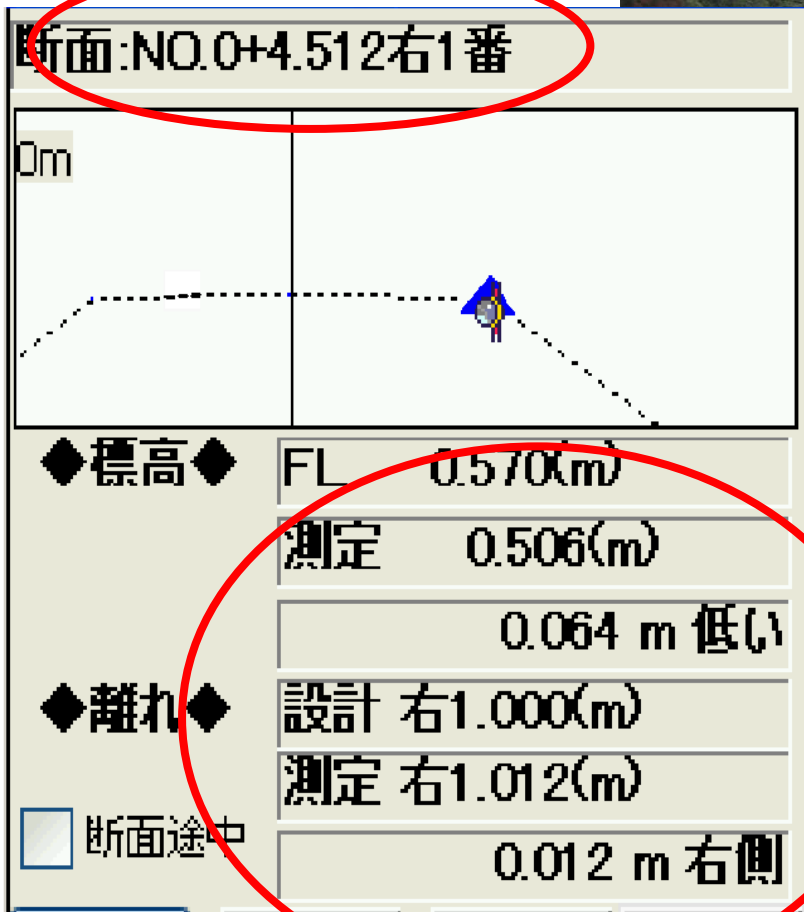 断面:NO.0+4.512右1番
0m
◆標高◆ FL 0.570(m)
測定 0.506(m)
0.064 m 低い
◆離れ◆ 設計 右1.000(m)
測定 右1.012(m)
断面途中
0.012 m 右側